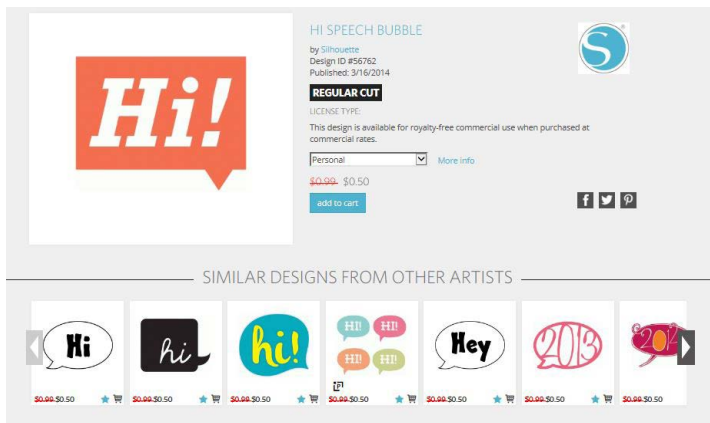 Hi!
HI SPEECH BUBBLE
by Silhouette
Design ID #56762
Published: 3/16/2014
REGULAR CUT
LICENSE TYPE:
This design is available for royalty-free commercial use when purchased at
commercial rates.
Personal
More info
$0.99 $0.50
add to cart
S
f
SIMILAR DESIGNS FROM OTHER ARTISTS
Hi
hi
hi!
HI! HI!
HI! HI!
Hey
2013
$0.99 $0.50
$0.99 $0.50
$0.99 $0.50
$0.99 $0.50
$0.99 $0.50
$0.99 $0.50
$0.99 $0.50